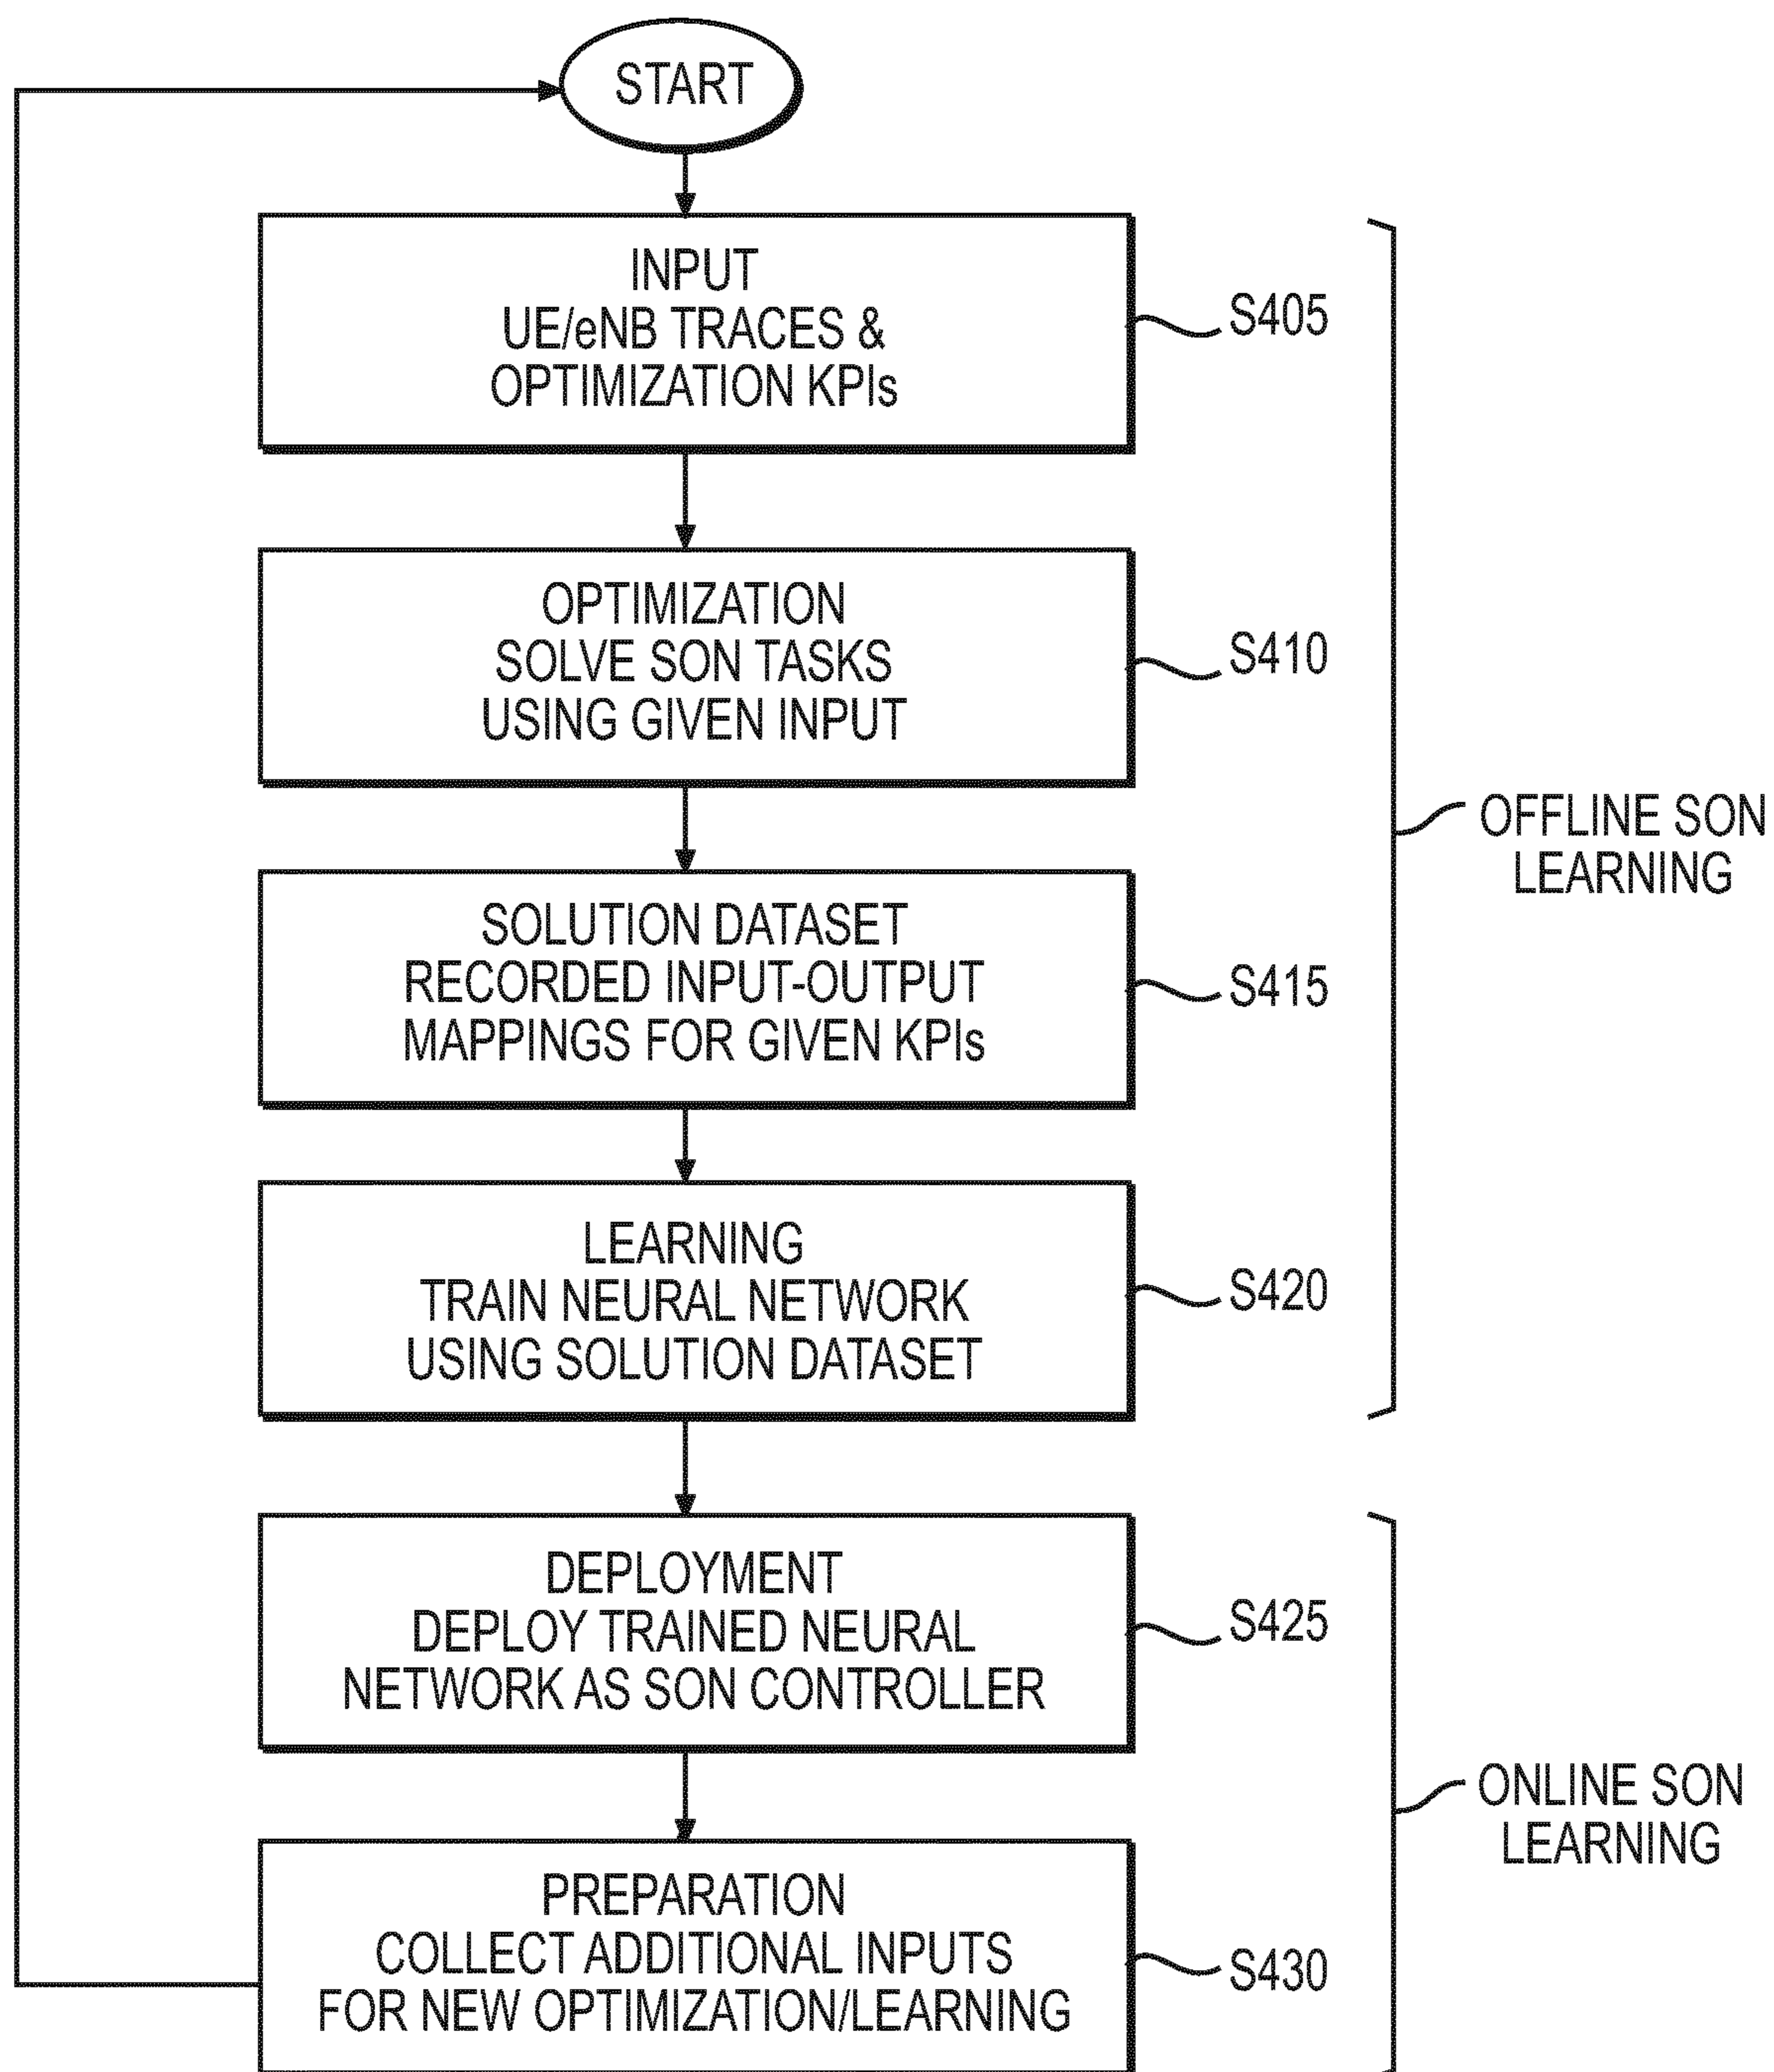 START
INPUT
UE/eNB TRACES &
OPTIMIZATION KPIs
S405
OPTIMIZATION
SOLVE SON TASKS
USING GIVEN INPUT
S410
OFFLINE SON
LEARNING
SOLUTION DATASET
RECORDED INPUT-OUTPUT
MAPPINGS FOR GIVEN KPIs
S415
LEARNING
TRAIN NEURAL NETWORK
USING SOLUTION DATASET
S420
DEPLOYMENT
DEPLOY TRAINED NEURAL
NETWORK AS SON CONTROLLER
S425
ONLINE SON
LEARNING
PREPARATION
COLLECT ADDITIONAL INPUTS
FOR NEW OPTIMIZATION/LEARNING
S430